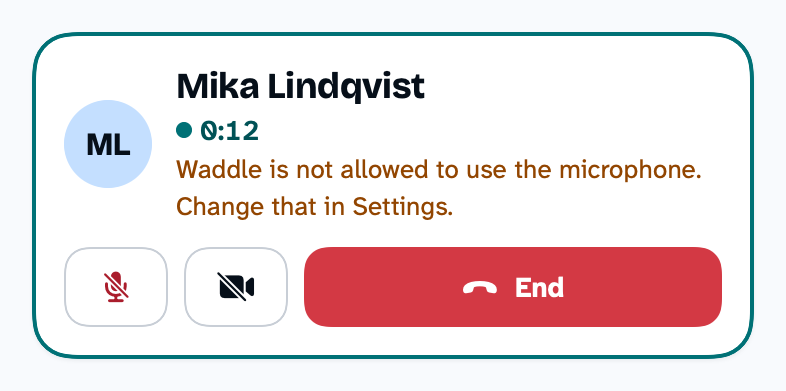 Mika Lindqvist
ML
0:12
Waddle is not allowed to use the microphone.
Change that in Settings.
End